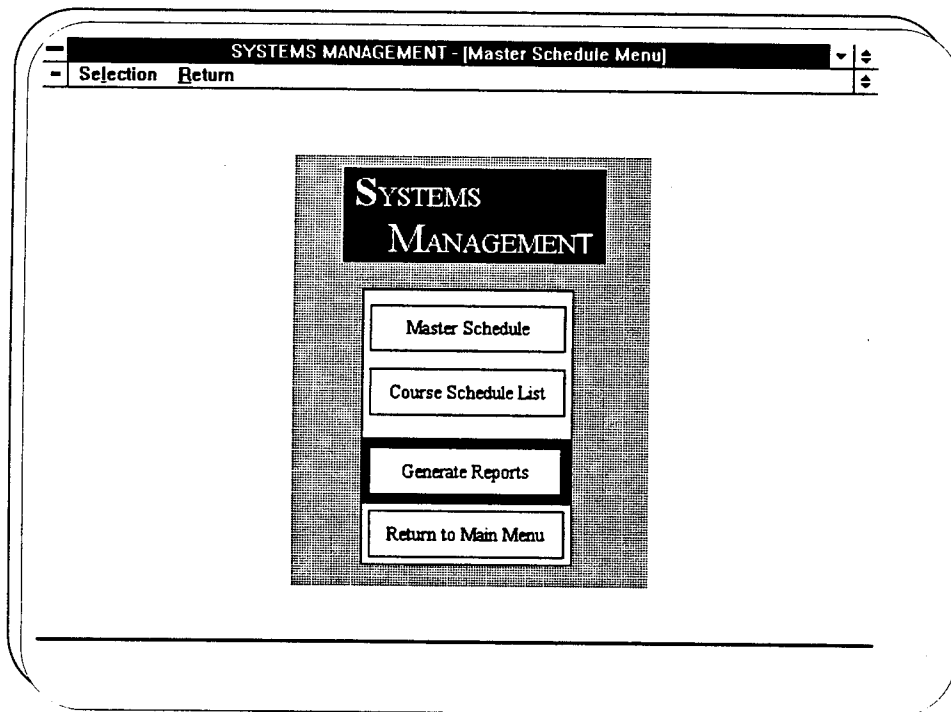 SYSTEMS MANAGEMENT - [Master Schedule Menu]
Selection Return
SYSTEMS
MANAGEMENT
Master Schedule
Course Schedule List
Generate Reports
Return to Main Menu